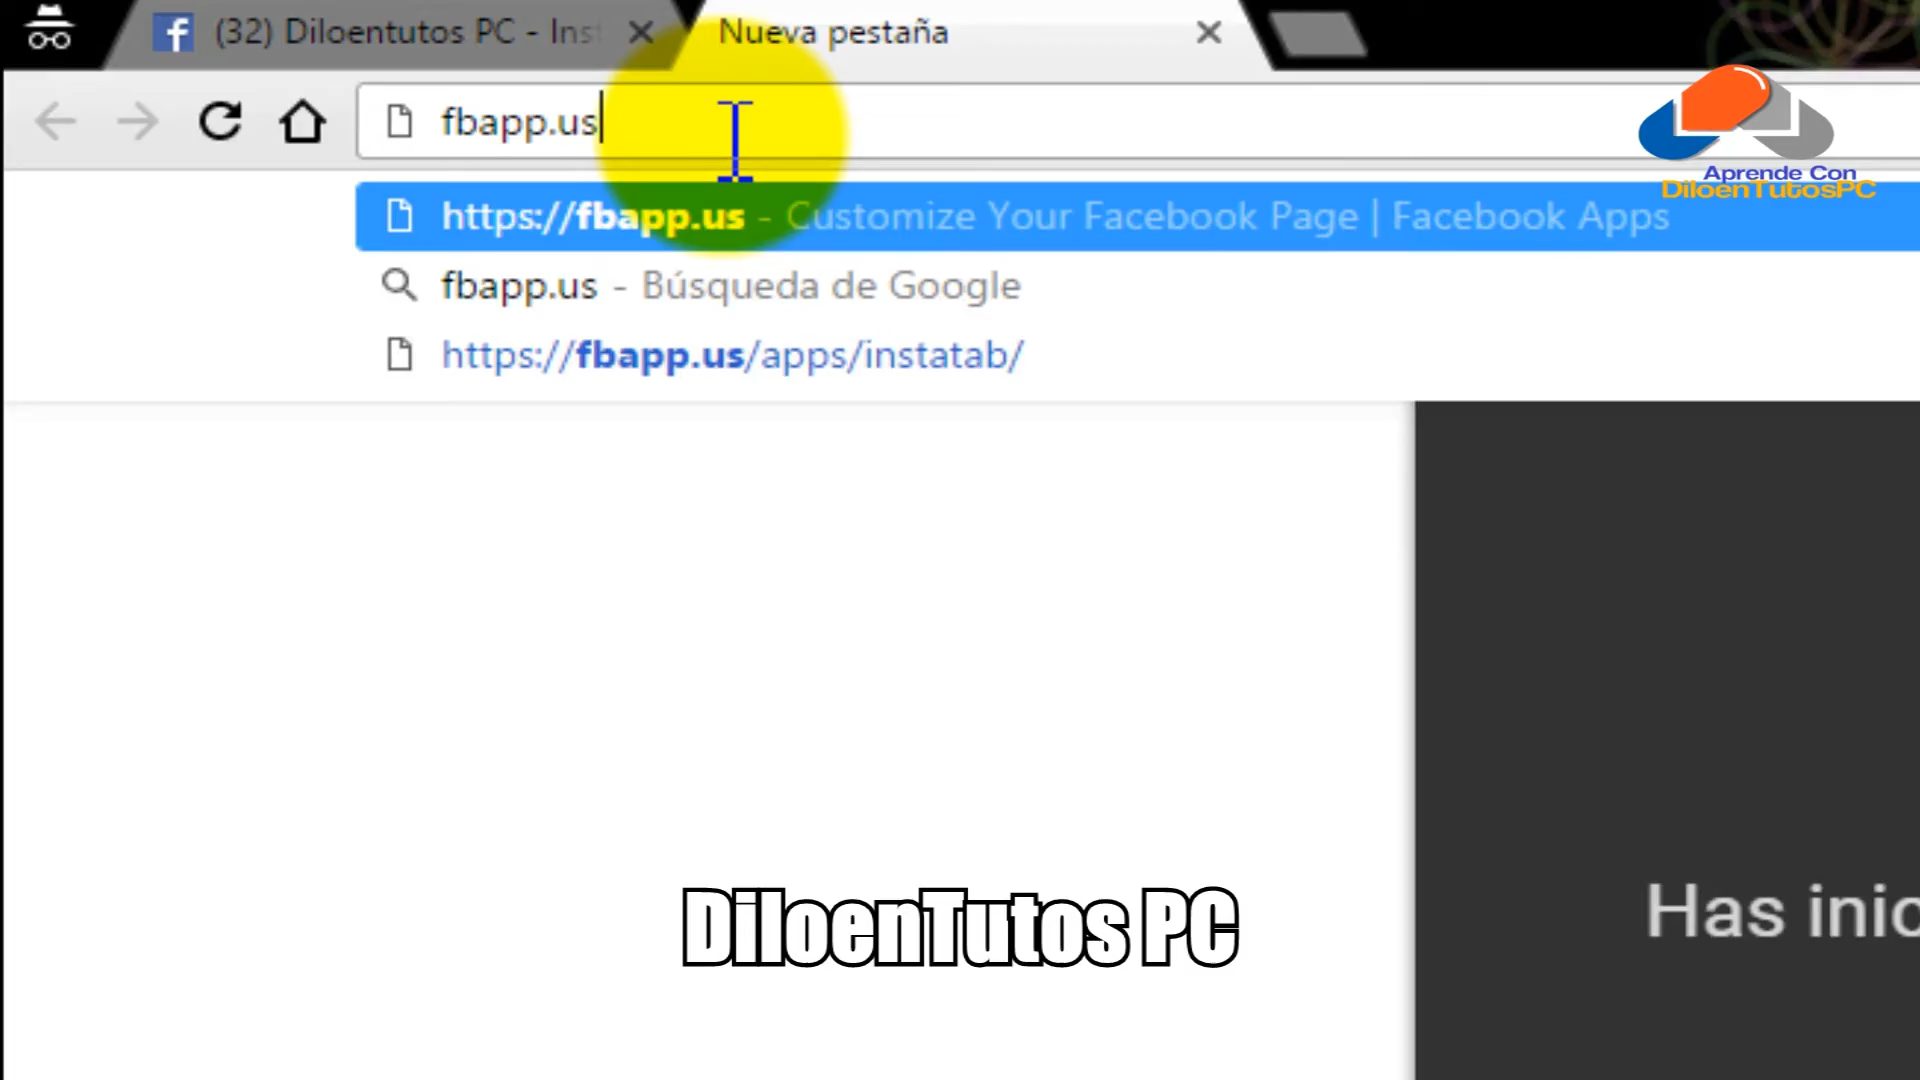 (32) Diloentutos PC - Inst
Nueva pestaña
fbapp.us
Aprende Con
DiloenTutosPC
https://fbapp.us - Customize Your Facebook Page | Facebook Apps
fbapp.us - Búsqueda de Google
https://fbapp.us/apps/instatab/
Has inic
DiloenTutos PC